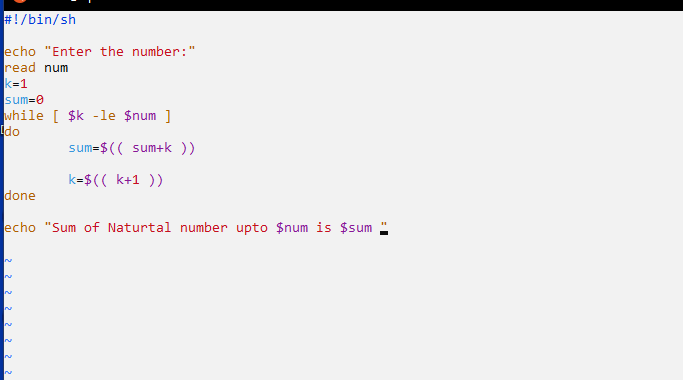 #!/bin/sh
echo "Enter the number:"
read num
k=1
sum=0
while [ $k -le $num ]
do
sum=$(( sum+k ))
k=$(( k+1 ))
done
echo "Sum of Naturtal number upto $num is $sum "
~
~
~
~
~
~
~
~